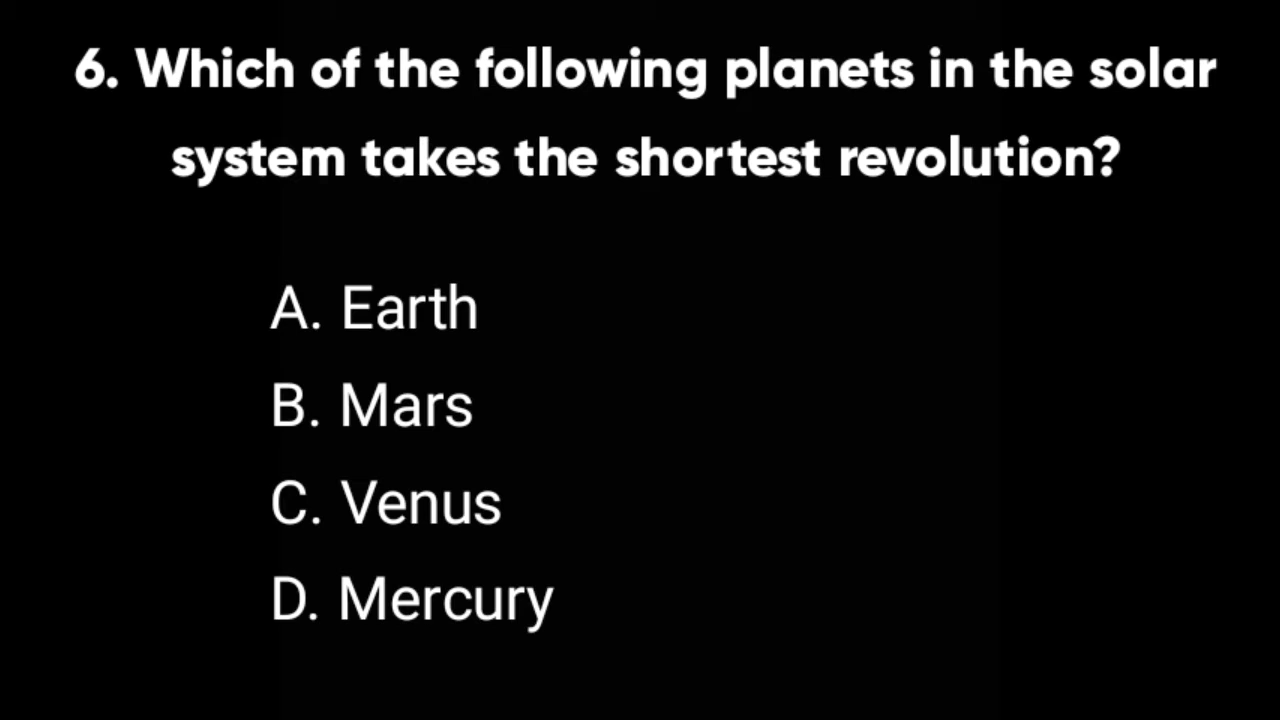 6. Which of the following planets in the solar
system takes the shortest revolution?
A. Earth
B. Mars
C. Venus
D. Mercury